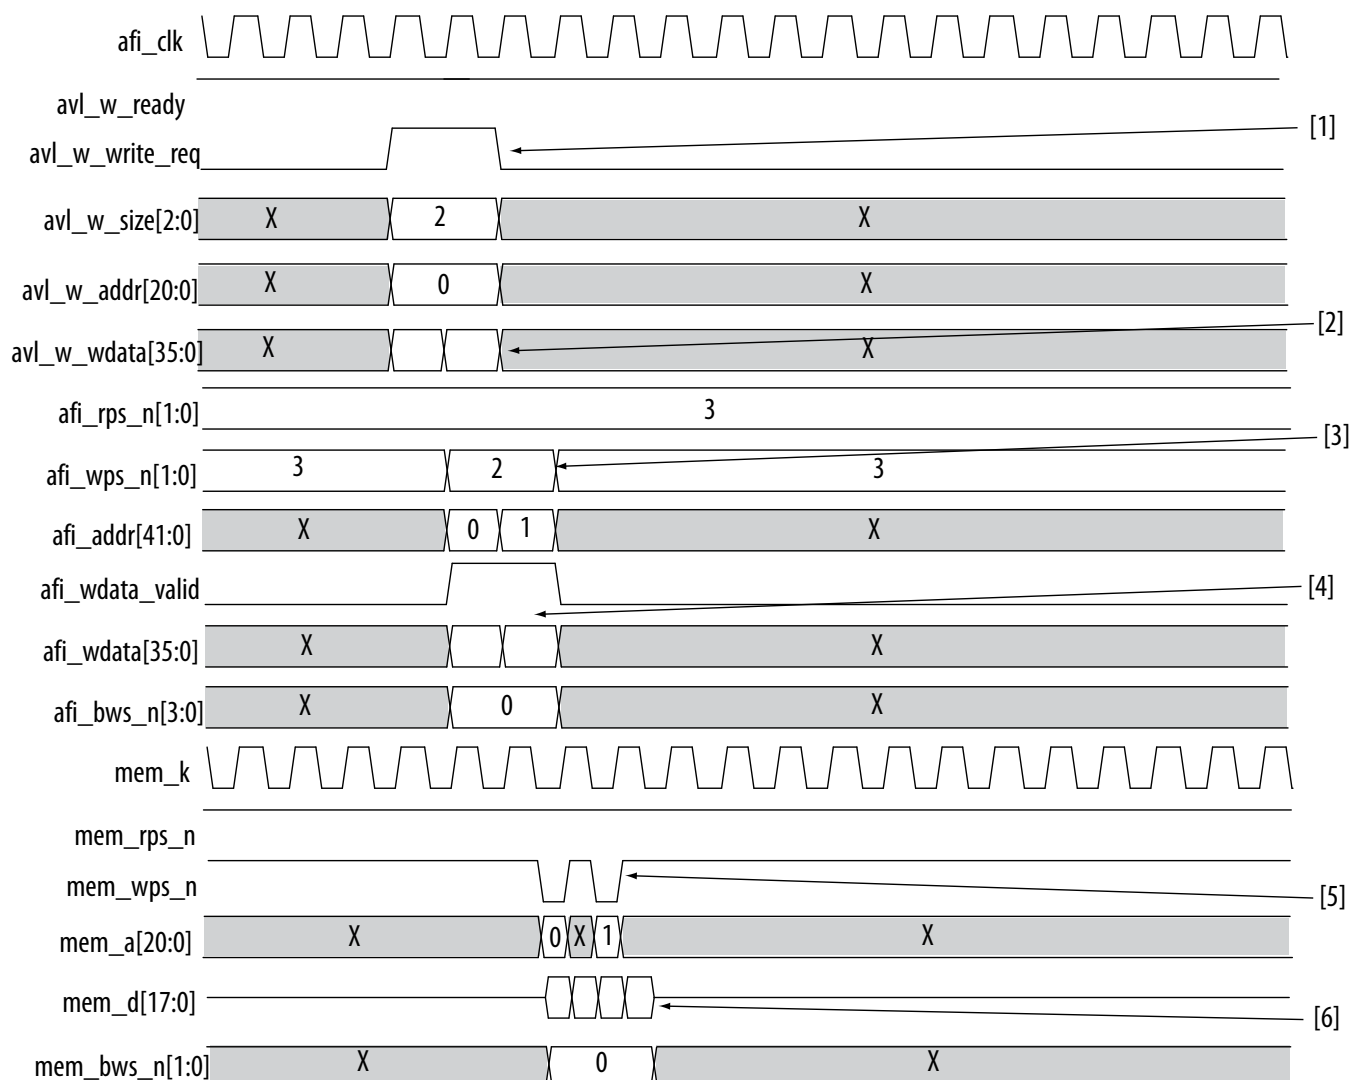 afi_clk
avl_w_ready
[1]
avl_w_write_req
avl_w_size[2:0] X 2 X
avl_w_addr[20:0] X 0 X
[2]
avl_w_wdata[35:0] X X
afi_rps_n[1:0] 3
[3]
afi_wps_n[1:0] 3 2 3
afi_addr[41:0] X 0 1 X
afi_wdata_valid [4]
afi_wdata[35:0] X X
afi_bws_n[3:0] X 0 X
mem_k
mem_rps_n
mem_wps_n [5]
mem_a[20:0] X 0 X 1 X
mem_d[17:0] [6]
mem_bws_n[1:0] X 0 X